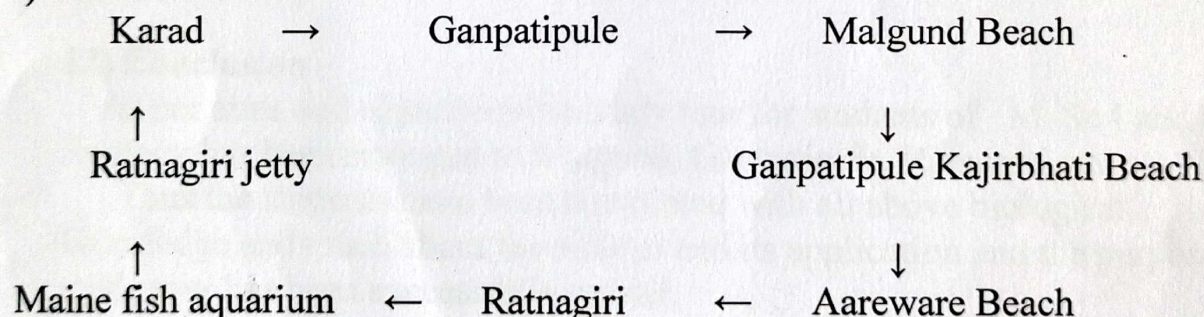 Karad → Ganpatipule → Malgund Beach
↑ ↓
Ratnagiri jetty Ganpatipule Kajirbhati Beach
↑ ↓
Maine fish aquarium ← Ratnagiri ← Aareware Beach